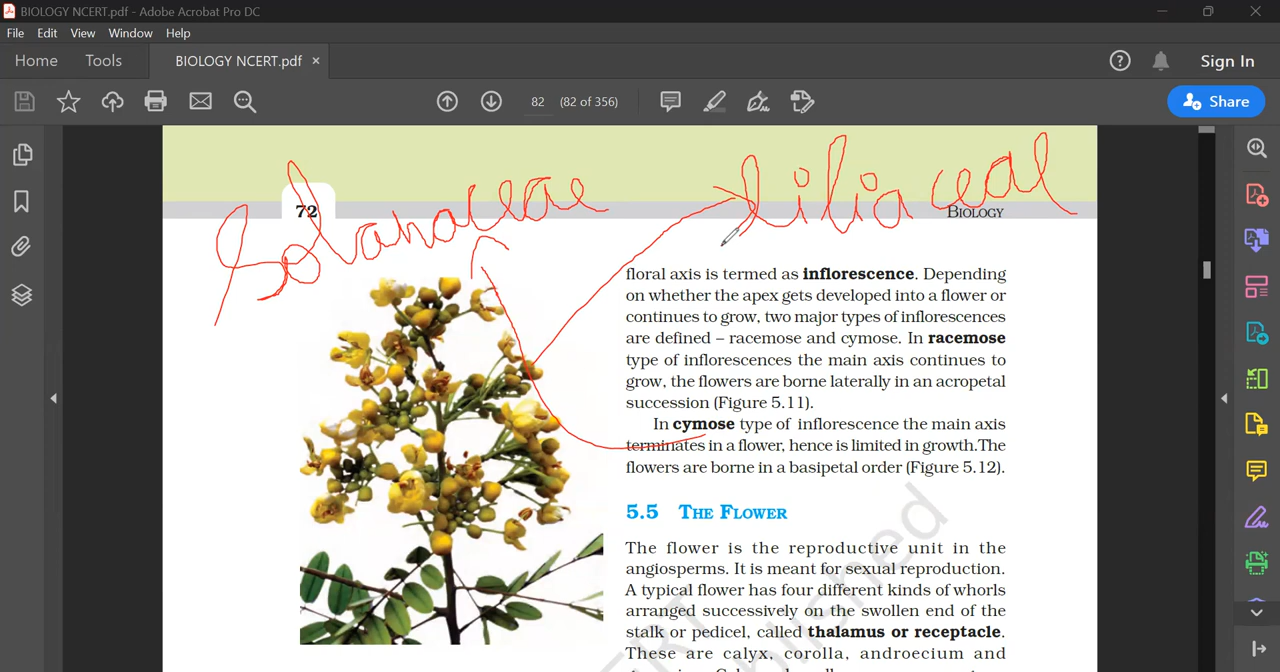 BIOLOGY NCERT.pdf - Adobe Acrobat Pro DC
File Edit View Window Help
Home Tools BIOLOGY NCERT.pdf × Sign In
82 (82 of 356) Share
Solanaceae Liliaceae
72 BIOLOGY
floral axis is termed as inflorescence. Depending
on whether the apex gets developed into a flower or
continues to grow, two major types of inflorescences
are defined – racemose and cymose. In racemose
type of inflorescences the main axis continues to
grow, the flowers are borne laterally in an acropetal
succession (Figure 5.11).
In cymose type of inflorescence the main axis
terminates in a flower, hence is limited in growth.The
flowers are borne in a basipetal order (Figure 5.12).
5.5 THE FLOWER
The flower is the reproductive unit in the
angiosperms. It is meant for sexual reproduction.
A typical flower has four different kinds of whorls
arranged successively on the swollen end of the
stalk or pedicel, called thalamus or receptacle.
These are calyx, corolla, androecium and